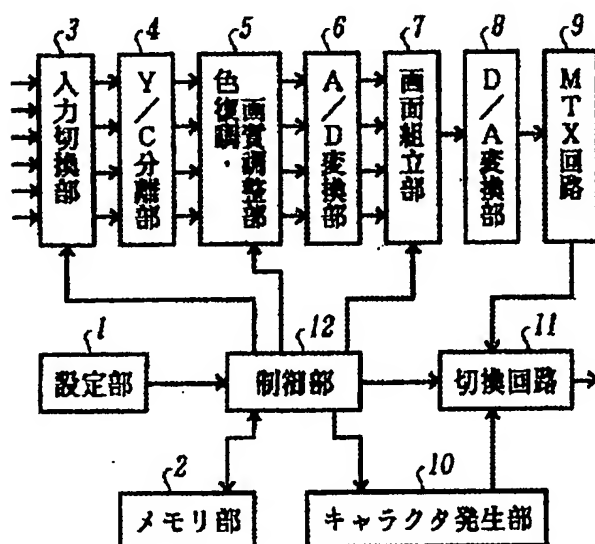 3
入力切換部
4
Y/C分離部
5
色復調・
画質調整部
6
A/D変換部
7
画面組立部
8
D/A変換部
9
MTX回路
1
設定部
12
制御部
11
切換回路
2
メモリ部
10
キャラクタ発生部